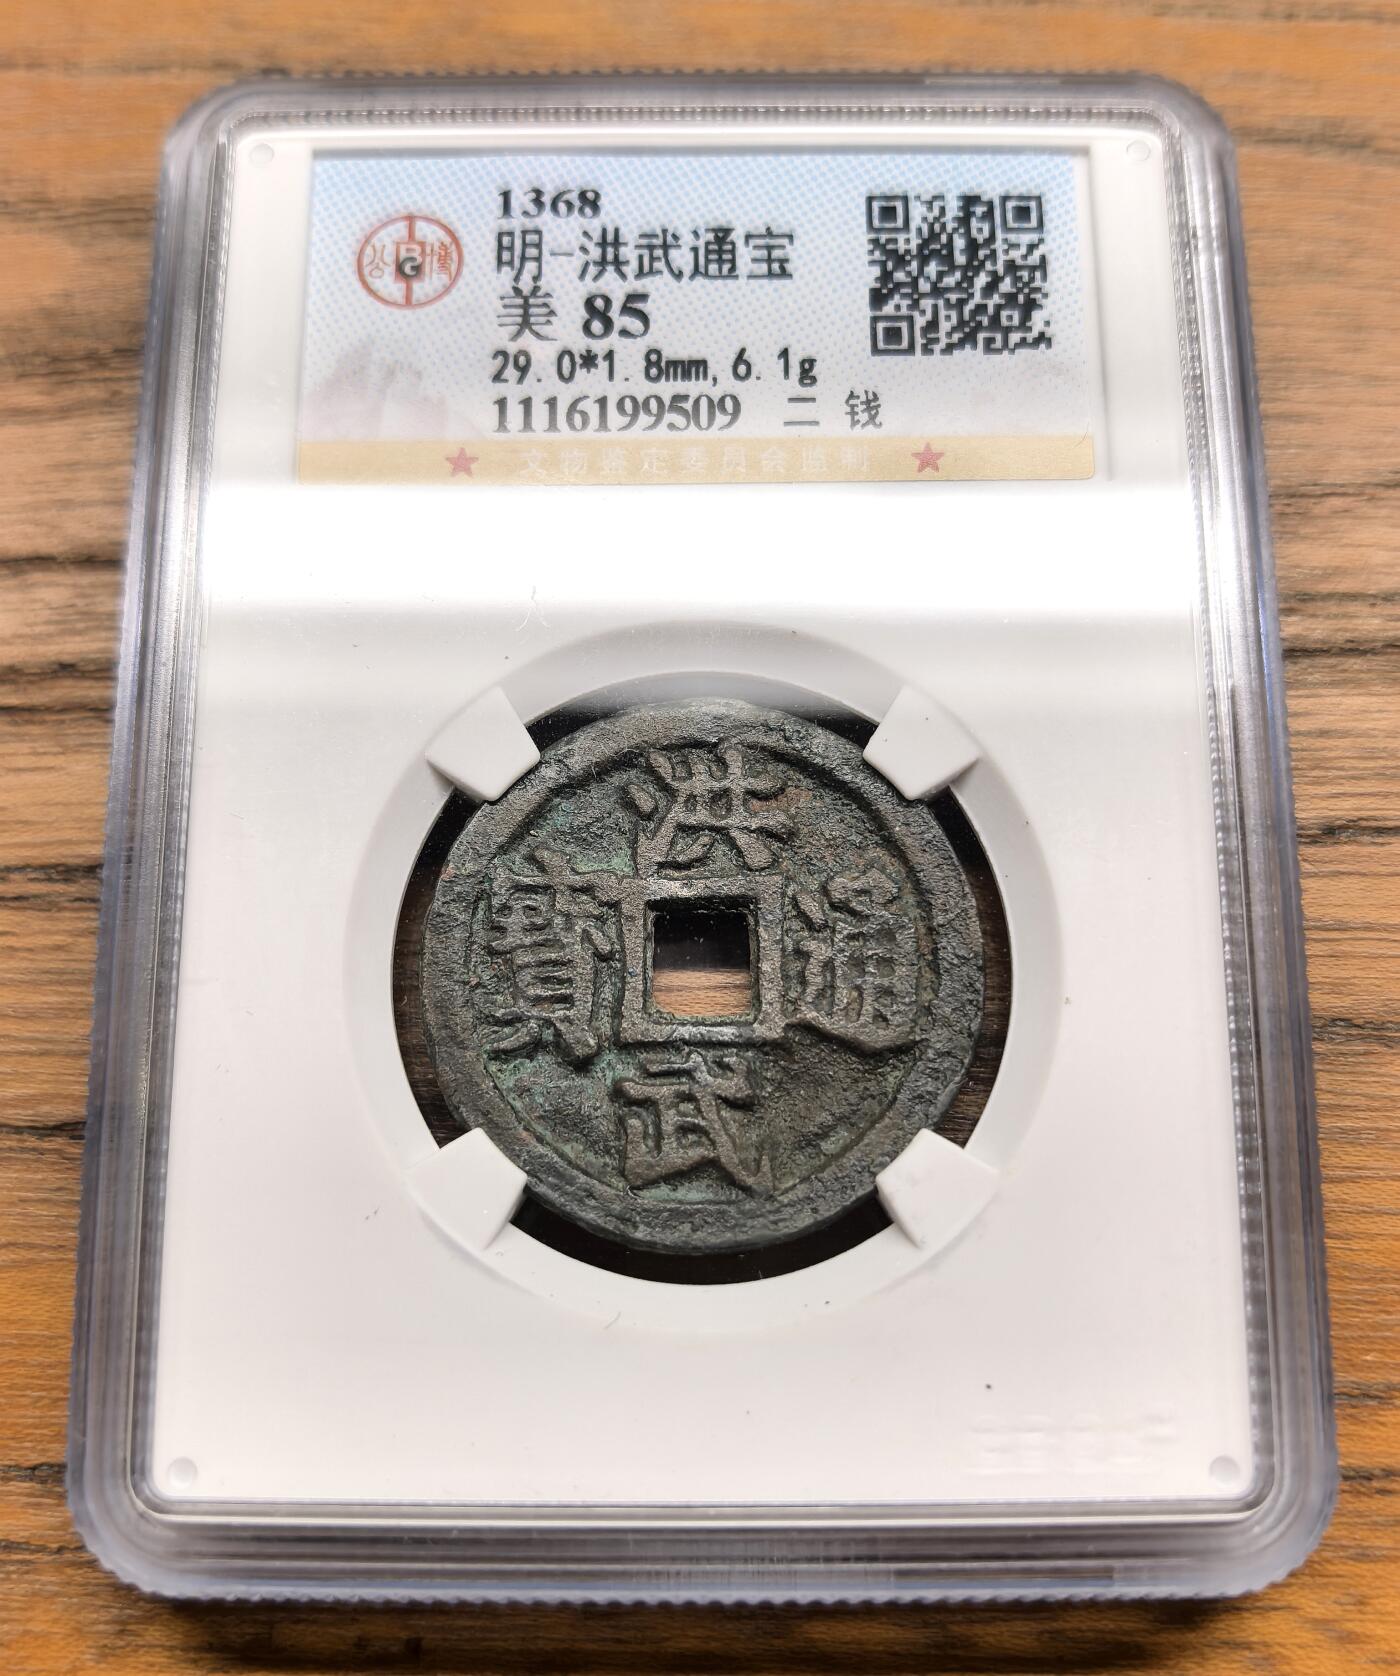 1368
明-洪武通宝
美 85
29.0*1.8mm,6.1g
1116199509 二 钱
公 博
文物鉴定委员会监制
洪
寶 通
武